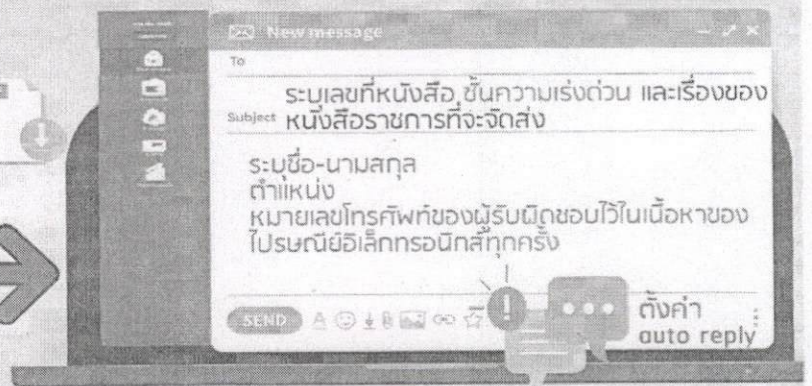 New message
To
ระบุเลขที่หนังสือ ชั้นความเร่งด่วน และเรื่องของ
Subject หนังสือราชการที่จะจัดส่ง
ระบุชื่อ-นามสกุล
ตำแหน่ง
หมายเลขโทรศัพท์ของผู้รับผิดชอบไว้ในเนื้อหาของ
ไปรษณีย์อิเล็กทรอนิกส์ทุกครั้ง
SEND
ตั้งค่า
auto reply